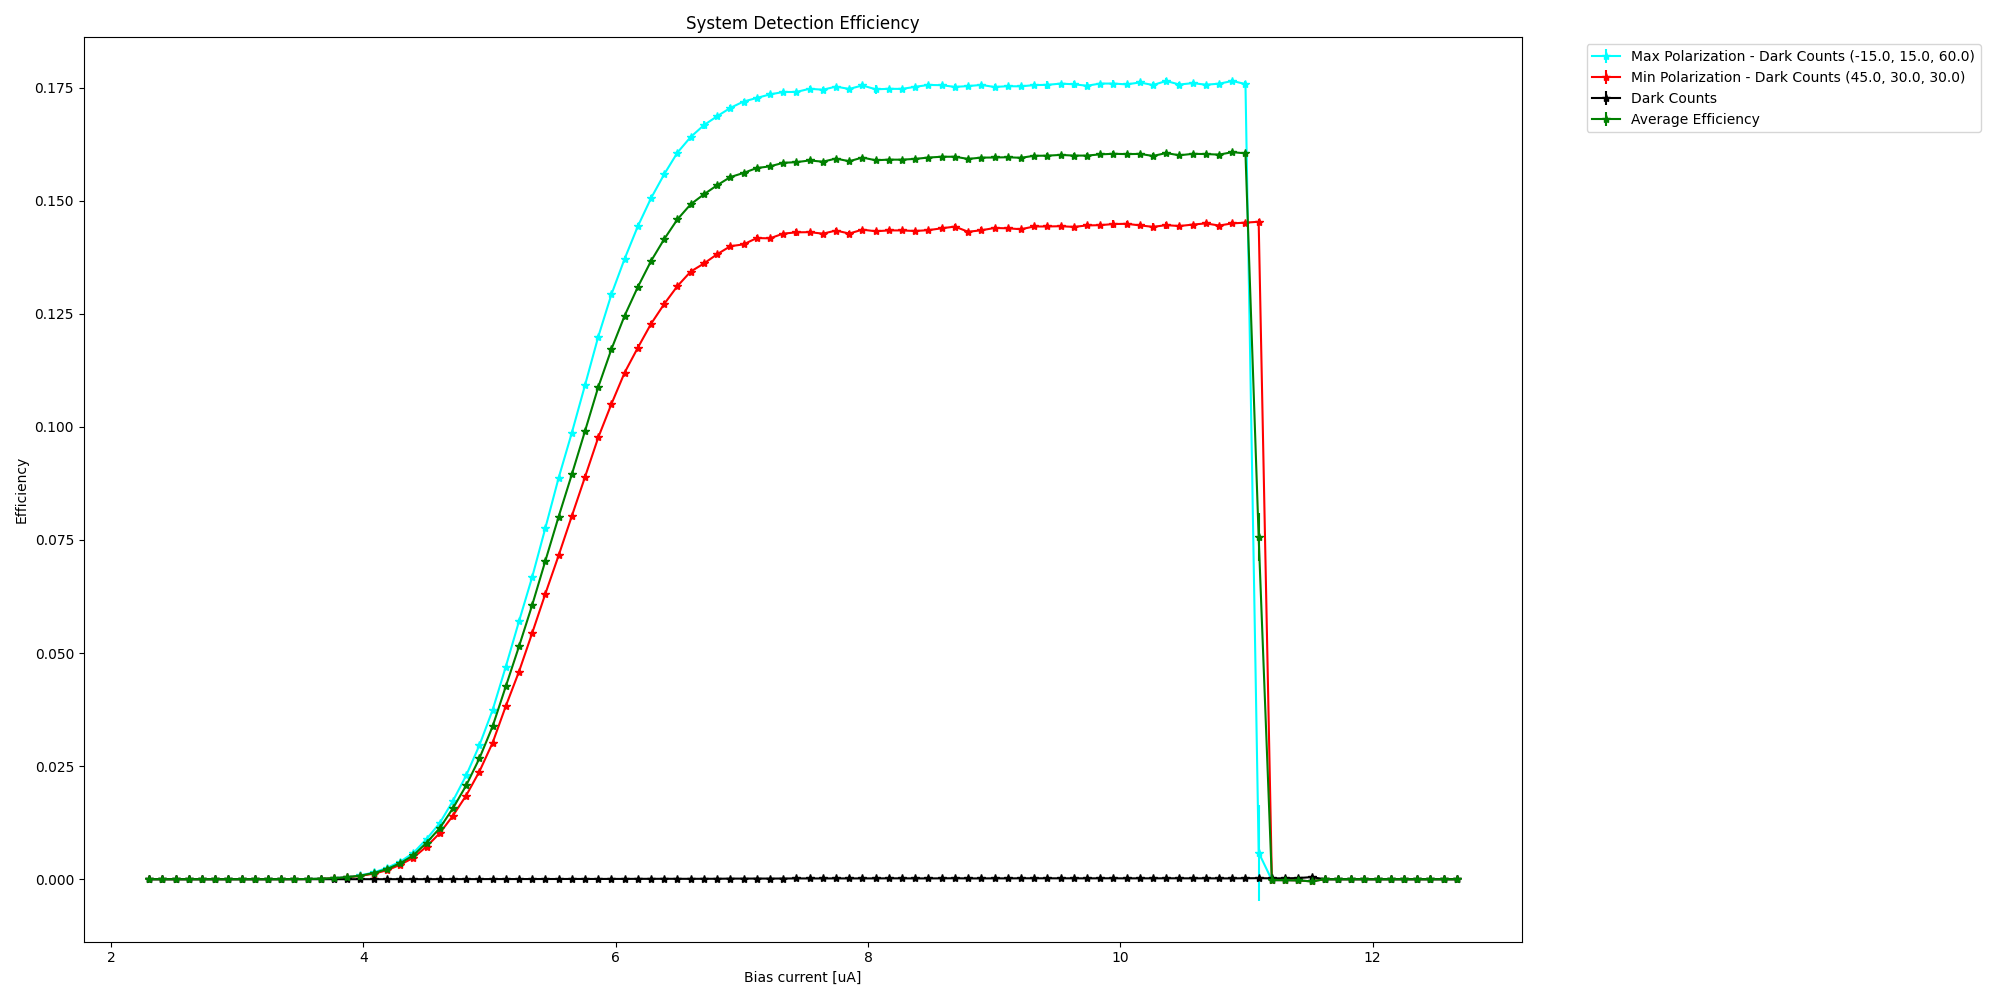 System Detection Efficiency
Max Polarization - Dark Counts (-15.0, 15.0, 60.0)
Min Polarization - Dark Counts (45.0, 30.0, 30.0)
Dark Counts
Average Efficiency
Efficiency
0.175
0.150
0.125
0.100
0.075
0.050
0.025
0.000
2 4 6 8 10 12
Bias current [uA]